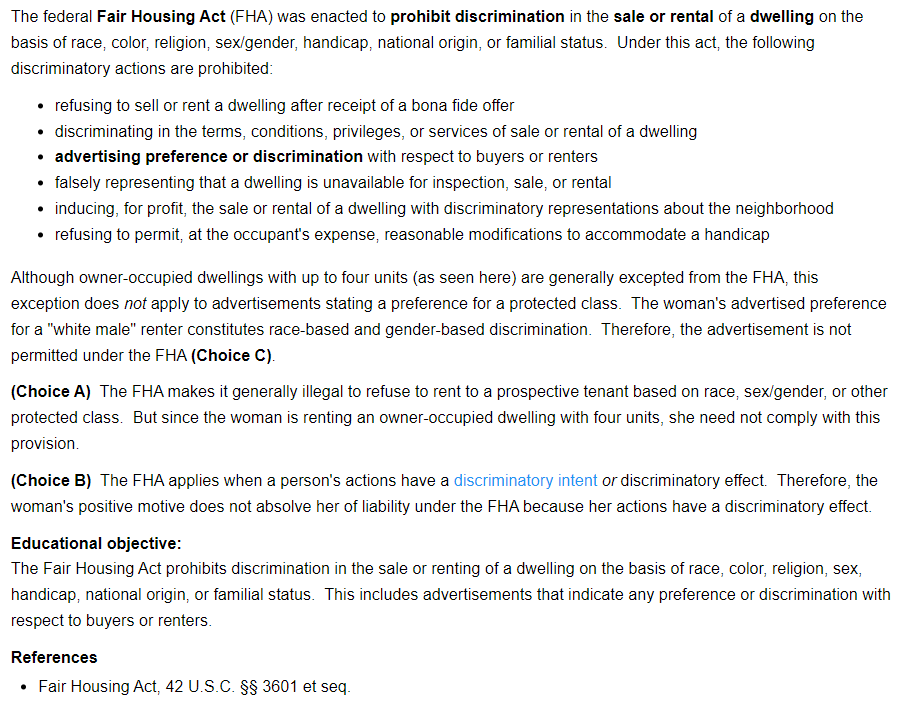 The federal Fair Housing Act (FHA) was enacted to prohibit discrimination in the sale or rental of a dwelling on the
basis of race, color, religion, sex/gender, handicap, national origin, or familial status.  Under this act, the following
discriminatory actions are prohibited:
• refusing to sell or rent a dwelling after receipt of a bona fide offer
• discriminating in the terms, conditions, privileges, or services of sale or rental of a dwelling
• advertising preference or discrimination with respect to buyers or renters
• falsely representing that a dwelling is unavailable for inspection, sale, or rental
• inducing, for profit, the sale or rental of a dwelling with discriminatory representations about the neighborhood
• refusing to permit, at the occupant's expense, reasonable modifications to accommodate a handicap
Although owner-occupied dwellings with up to four units (as seen here) are generally excepted from the FHA, this
exception does not apply to advertisements stating a preference for a protected class.  The woman's advertised preference
for a "white male" renter constitutes race-based and gender-based discrimination.  Therefore, the advertisement is not
permitted under the FHA (Choice C).
(Choice A)  The FHA makes it generally illegal to refuse to rent to a prospective tenant based on race, sex/gender, or other
protected class.  But since the woman is renting an owner-occupied dwelling with four units, she need not comply with this
provision.
(Choice B)  The FHA applies when a person's actions have a discriminatory intent or discriminatory effect.  Therefore, the
woman's positive motive does not absolve her of liability under the FHA because her actions have a discriminatory effect.
Educational objective:
The Fair Housing Act prohibits discrimination in the sale or renting of a dwelling on the basis of race, color, religion, sex,
handicap, national origin, or familial status.  This includes advertisements that indicate any preference or discrimination with
respect to buyers or renters.
References
• Fair Housing Act, 42 U.S.C. §§ 3601 et seq.